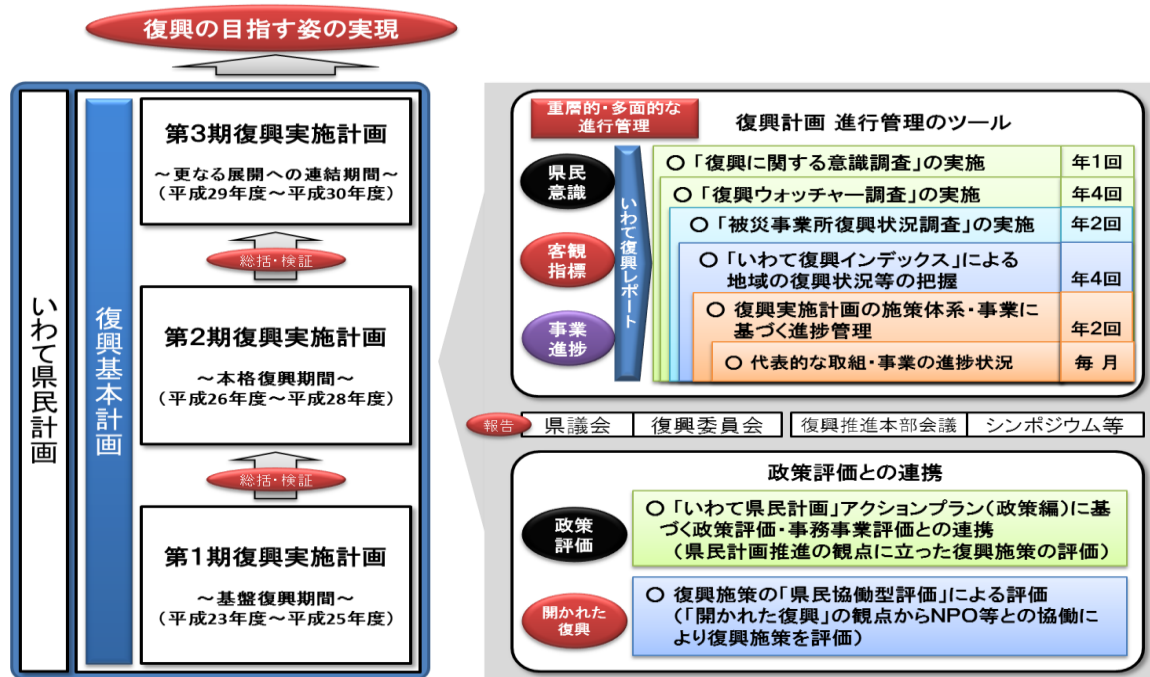 復興の目指す姿の実現
いわて県民計画
復興基本計画
第3期復興実施計画
～更なる展開への連結期間～
(平成29年度～平成30年度)
総括・検証
第2期復興実施計画
～本格復興期間～
(平成26年度～平成28年度)
総括・検証
第1期復興実施計画
～基盤復興期間～
(平成23年度～平成25年度)
重層的・多面的な
進行管理
復興計画 進行管理のツール
県民
意識
客観
指標
事業
進捗
いわて復興レポート
○「復興に関する意識調査」の実施
年1回
○「復興ウォッチャー調査」の実施
年4回
○「被災事業所復興状況調査」の実施
年2回
○「いわて復興インデックス」による
地域の復興状況等の把握
年4回
○ 復興実施計画の施策体系・事業に
基づく進捗管理
年2回
○ 代表的な取組・事業の進捗状況
毎 月
報告
県議会
復興委員会
復興推進本部会議
シンポジウム等
政策評価との連携
政策
評価
○「いわて県民計画」アクションプラン(政策編)に基
づく政策評価・事務事業評価との連携
(県民計画推進の観点に立った復興施策の評価)
開かれた
復興
○ 復興施策の「県民協働型評価」による評価
(「開かれた復興」の観点からNPO等との協働に
より復興施策を評価)